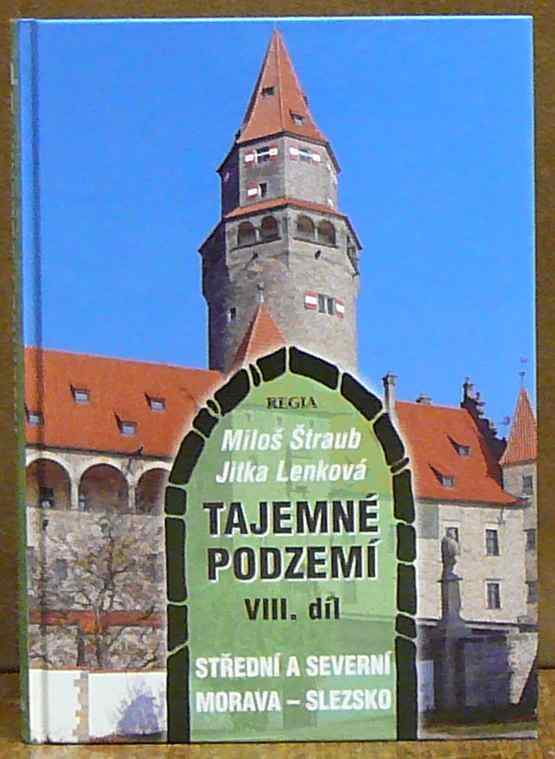 REGIA
Miloš Štraub
Jitka Lenková
TAJEMNÉ
PODZEMÍ
VIII. díl
STŘEDNÍ A SEVERNÍ
MORAVA – SLEZSKO